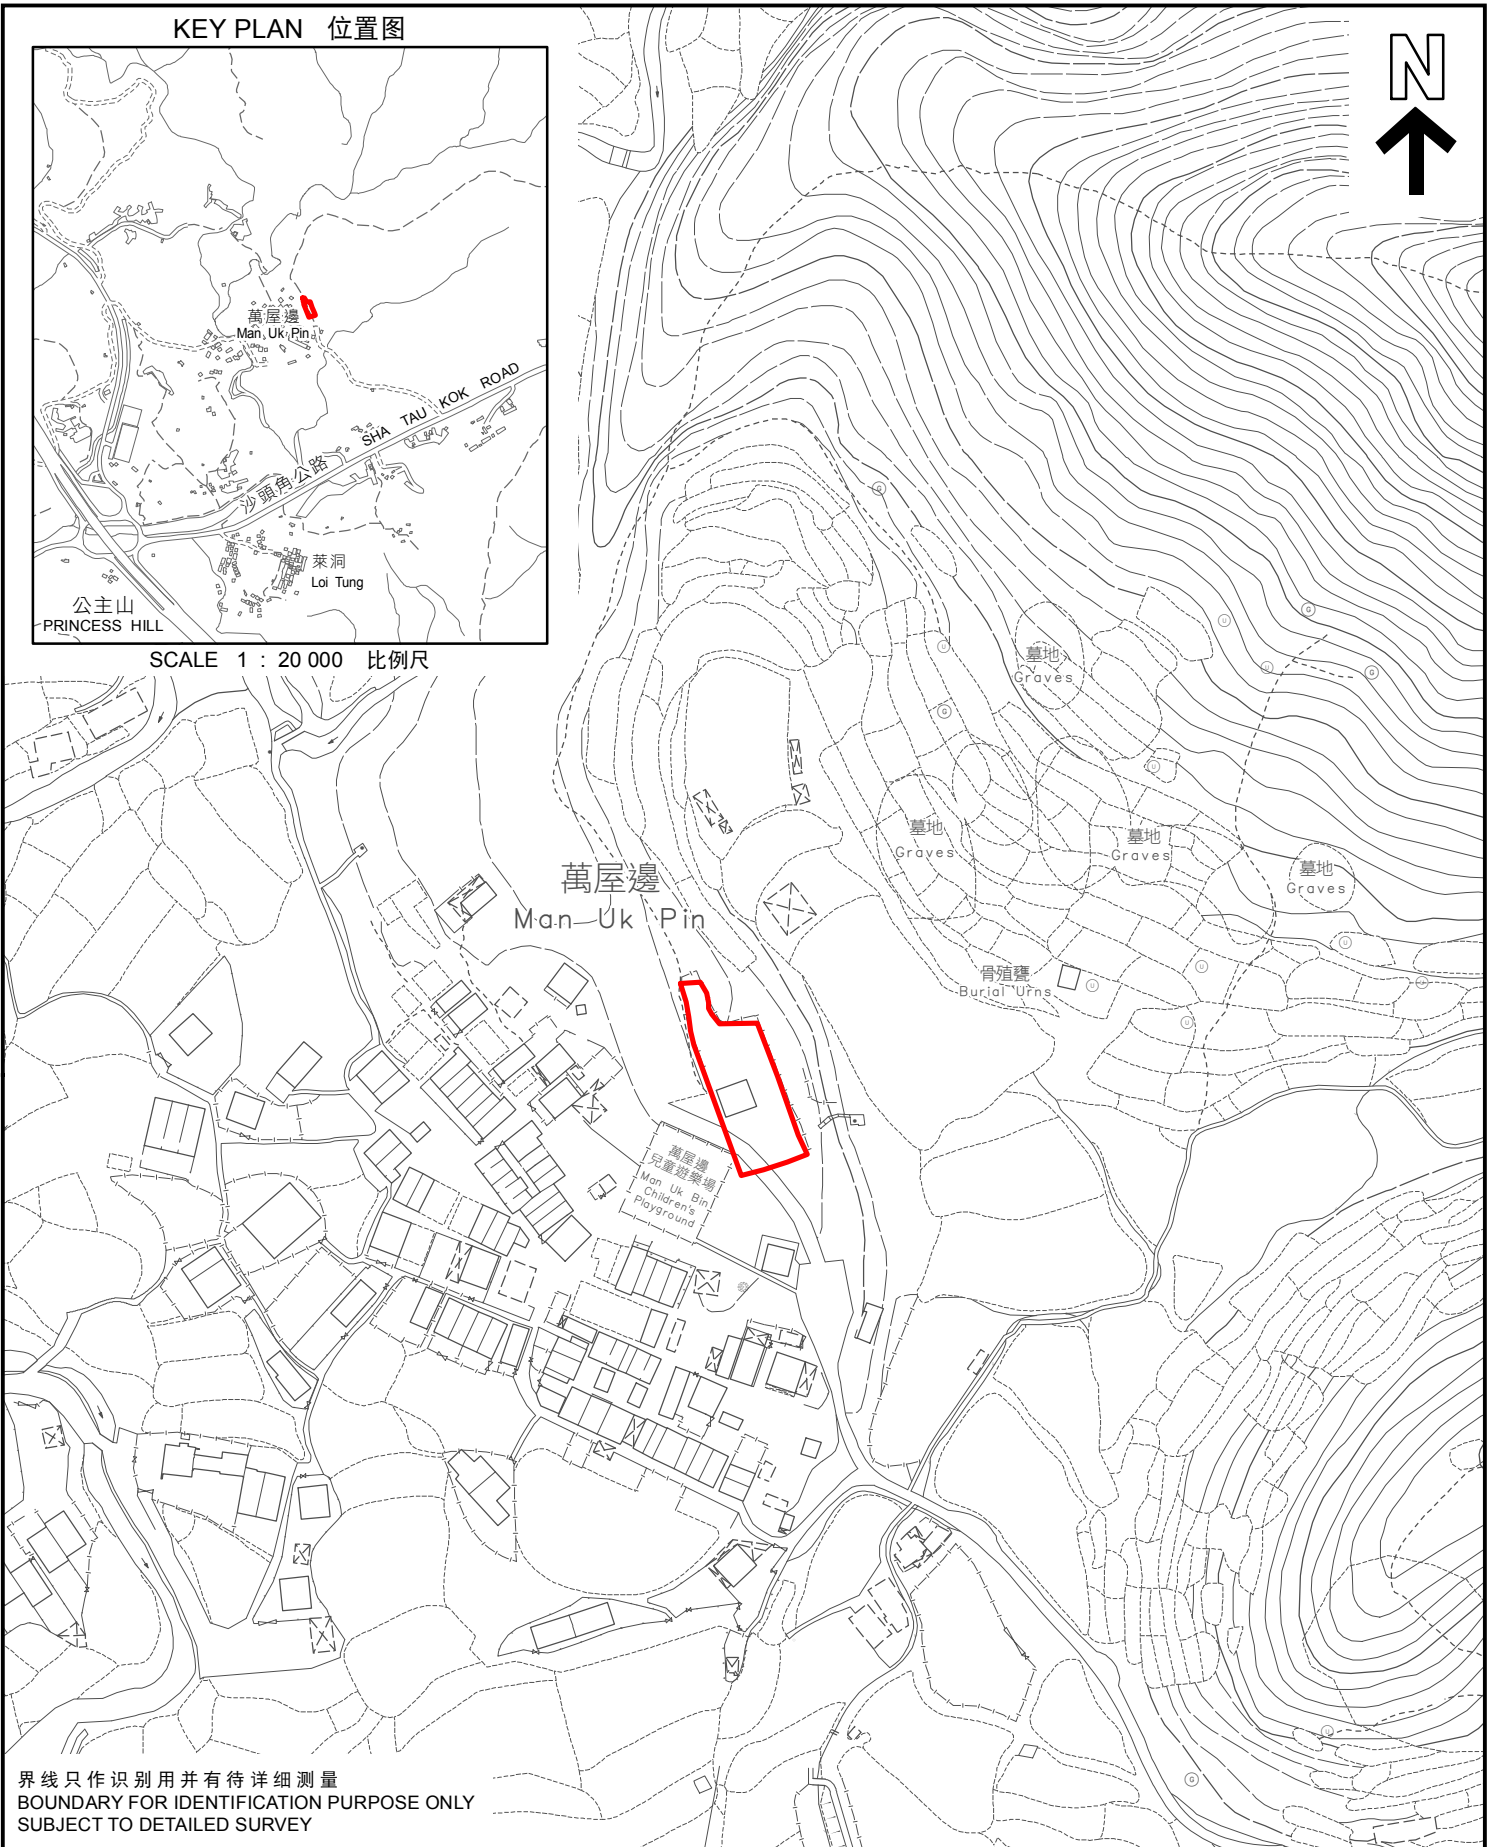 KEY PLAN 位置图
N
萬屋邊
Man Uk Pin
SHA TAU KOK ROAD
沙頭角公路
萊洞
Loi Tung
公主山
PRINCESS HILL
SCALE 1 : 20 000 比例尺
G
U
G
U
墓地
Graves
U
G
G
U
墓地
Graves
墓地
Graves
墓地
Graves
萬屋邊
Man Uk Pin
U
U
骨殖甕
Burial Urns
U
U
U
萬屋邊
兒童遊樂場
Man Uk Bin
Children's
Playground
U
G
界线只作识别用并有待详细测量
BOUNDARY FOR IDENTIFICATION PURPOSE ONLY
SUBJECT TO DETAILED SURVEY